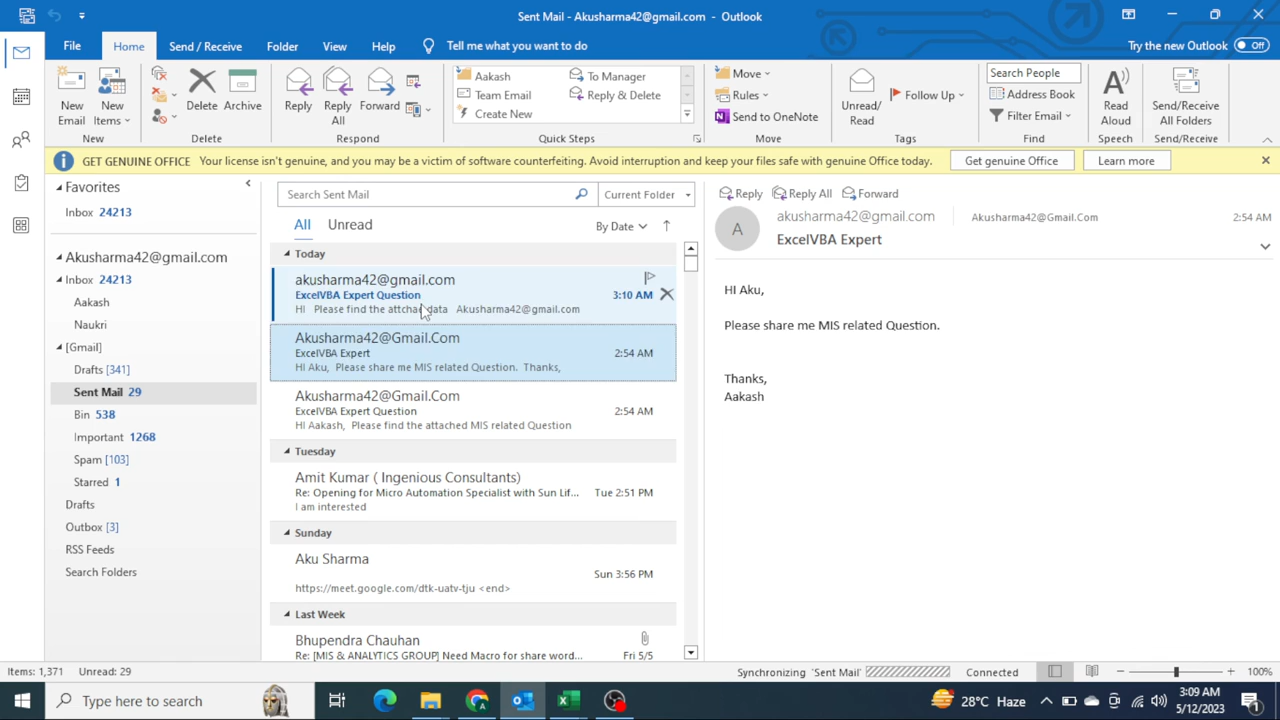 Sent Mail - Akusharma42@gmail.com - Outlook
File Home Send / Receive Folder View Help Tell me what you want to do Try the new Outlook Off
New Email
New Items
New
Delete
Archive
Delete
Reply
Reply All
Forward
Respond
Aakash
To Manager
Team Email
Reply & Delete
Create New
Quick Steps
Move
Rules
Send to OneNote
Move
Unread/ Read
Follow Up
Tags
Search People
Address Book
Filter Email
Find
Read Aloud
Speech
Send/Receive All Folders
Send/Receive
GET GENUINE OFFICE Your license isn't genuine, and you may be a victim of software counterfeiting. Avoid interruption and keep your files safe with genuine Office today. Get genuine Office Learn more
Favorites
Inbox 24213
Akusharma42@gmail.com
Inbox 24213
Aakash
Naukri
[Gmail]
Drafts [341]
Sent Mail 29
Bin 538
Important 1268
Spam [103]
Starred 1
Drafts
Outbox [3]
RSS Feeds
Search Folders
Search Sent Mail Current Folder
All Unread By Date
Today
akusharma42@gmail.com
ExcelVBA Expert Question 3:10 AM
HI Please find the attchad data Akusharma42@gmail.com
Akusharma42@Gmail.Com
ExcelVBA Expert 2:54 AM
HI Aku, Please share me MIS related Question. Thanks,
Akusharma42@Gmail.Com
ExcelVBA Expert Question 2:54 AM
HI Aakash, Please find the attached MIS related Question
Tuesday
Amit Kumar ( Ingenious Consultants)
Re: Opening for Micro Automation Specialist with Sun Lif... Tue 2:51 PM
I am interested
Sunday
Aku Sharma
Sun 3:56 PM
https://meet.google.com/dtk-uatv-tju <end>
Last Week
Bhupendra Chauhan
Re: [MIS & ANALYTICS GROUP] Need Macro for share word... Fri 5/5
Reply Reply All Forward
A
akusharma42@gmail.com Akusharma42@Gmail.Com 2:54 AM
ExcelVBA Expert
HI Aku,
Please share me MIS related Question.
Thanks,
Aakash
Items: 1,371 Unread: 29 Synchronizing 'Sent Mail' Connected 100%
Type here to search 28°C Haze 3:09 AM
5/12/2023
1